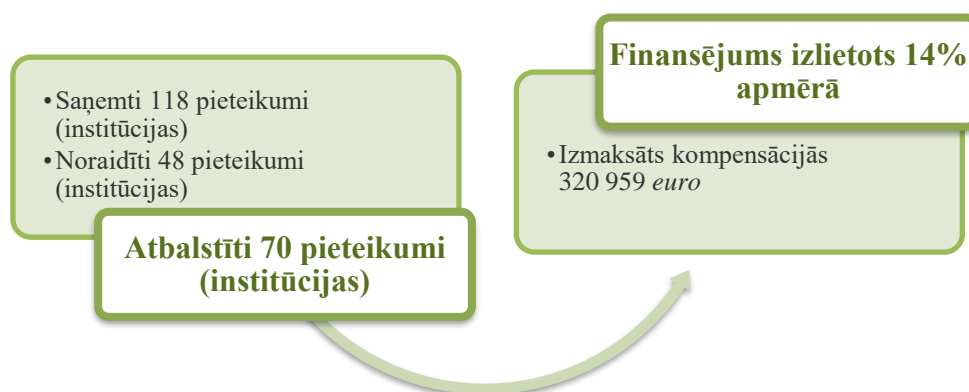 •Saņemti 118 pieteikumi
(institūcijas)
•Noraidīti 48 pieteikumi
(institūcijas)
Atbalstīti 70 pieteikumi
(institūcijas)
Finansējums izlietots 14%
apmērā
•Izmaksāts kompensācijās
320 959 euro